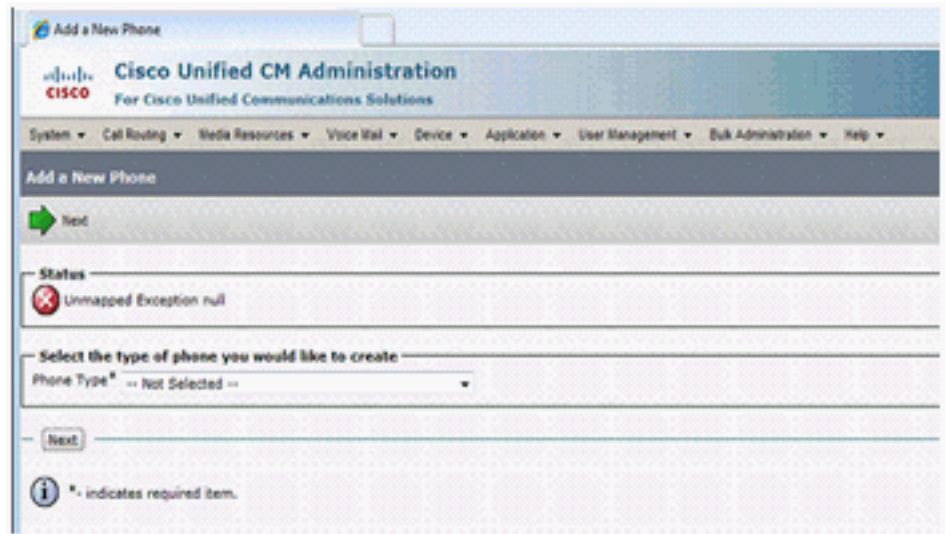 Add a New Phone
CISCO
Cisco Unified CM Administration
For Cisco Unified Communications Solutions
System Call Routing Media Resources Voice Mail Device Application User Management Bulk Administration Help
Add a New Phone
Next
Status
Unmapped Exception null
Select the type of phone you would like to create
Phone Type* -- Not Selected --
Next
*- indicates required item.